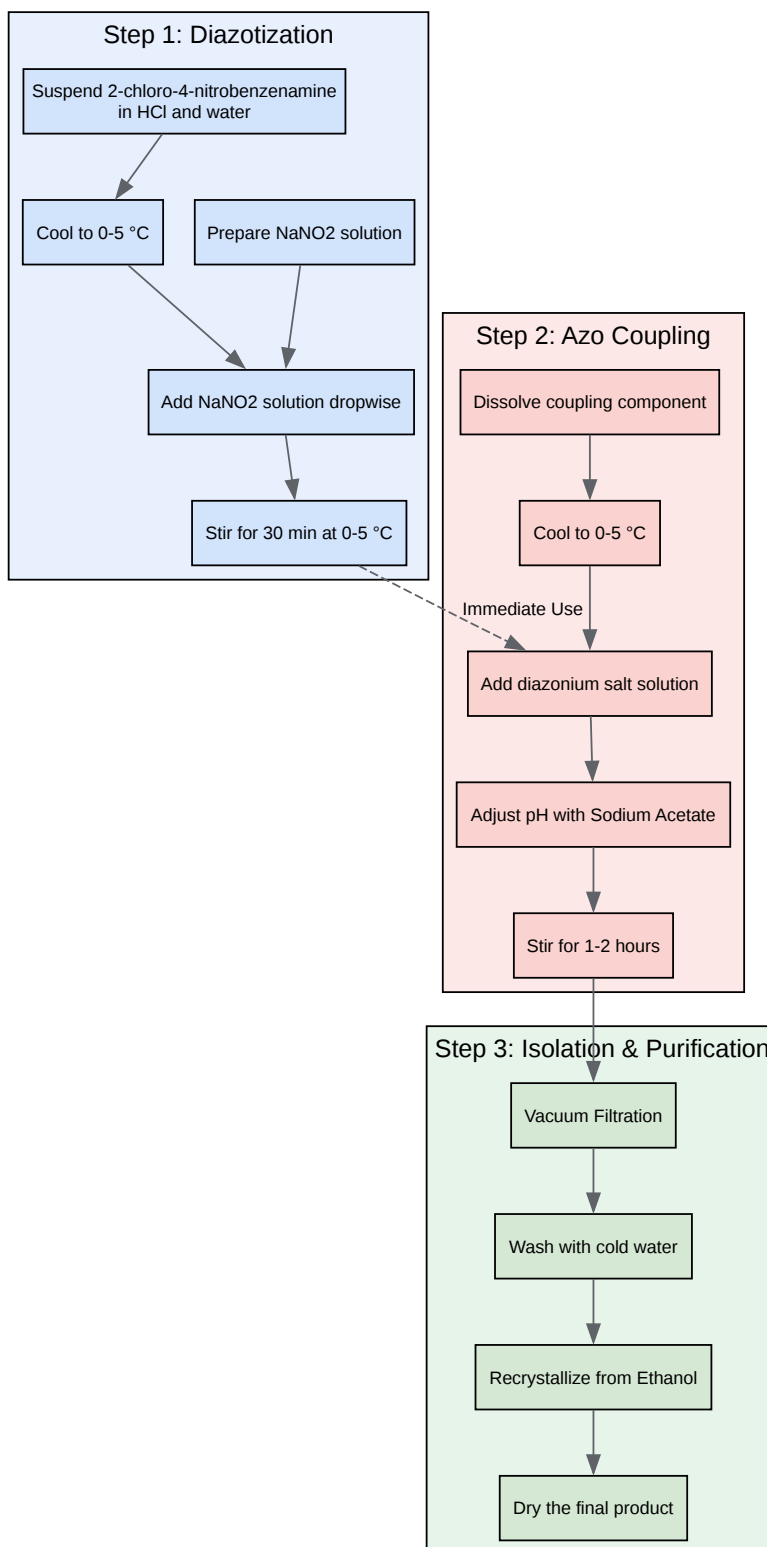 Step 1: Diazotization
Suspend 2-chloro-4-nitrobenzenamine
in HCl and water
Cool to 0-5 °C
Prepare NaNO2 solution
Add NaNO2 solution dropwise
Stir for 30 min at 0-5 °C
Step 2: Azo Coupling
Dissolve coupling component
Cool to 0-5 °C
Immediate Use
Add diazonium salt solution
Adjust pH with Sodium Acetate
Stir for 1-2 hours
Step 3: Isolation & Purification
Vacuum Filtration
Wash with cold water
Recrystallize from Ethanol
Dry the final product